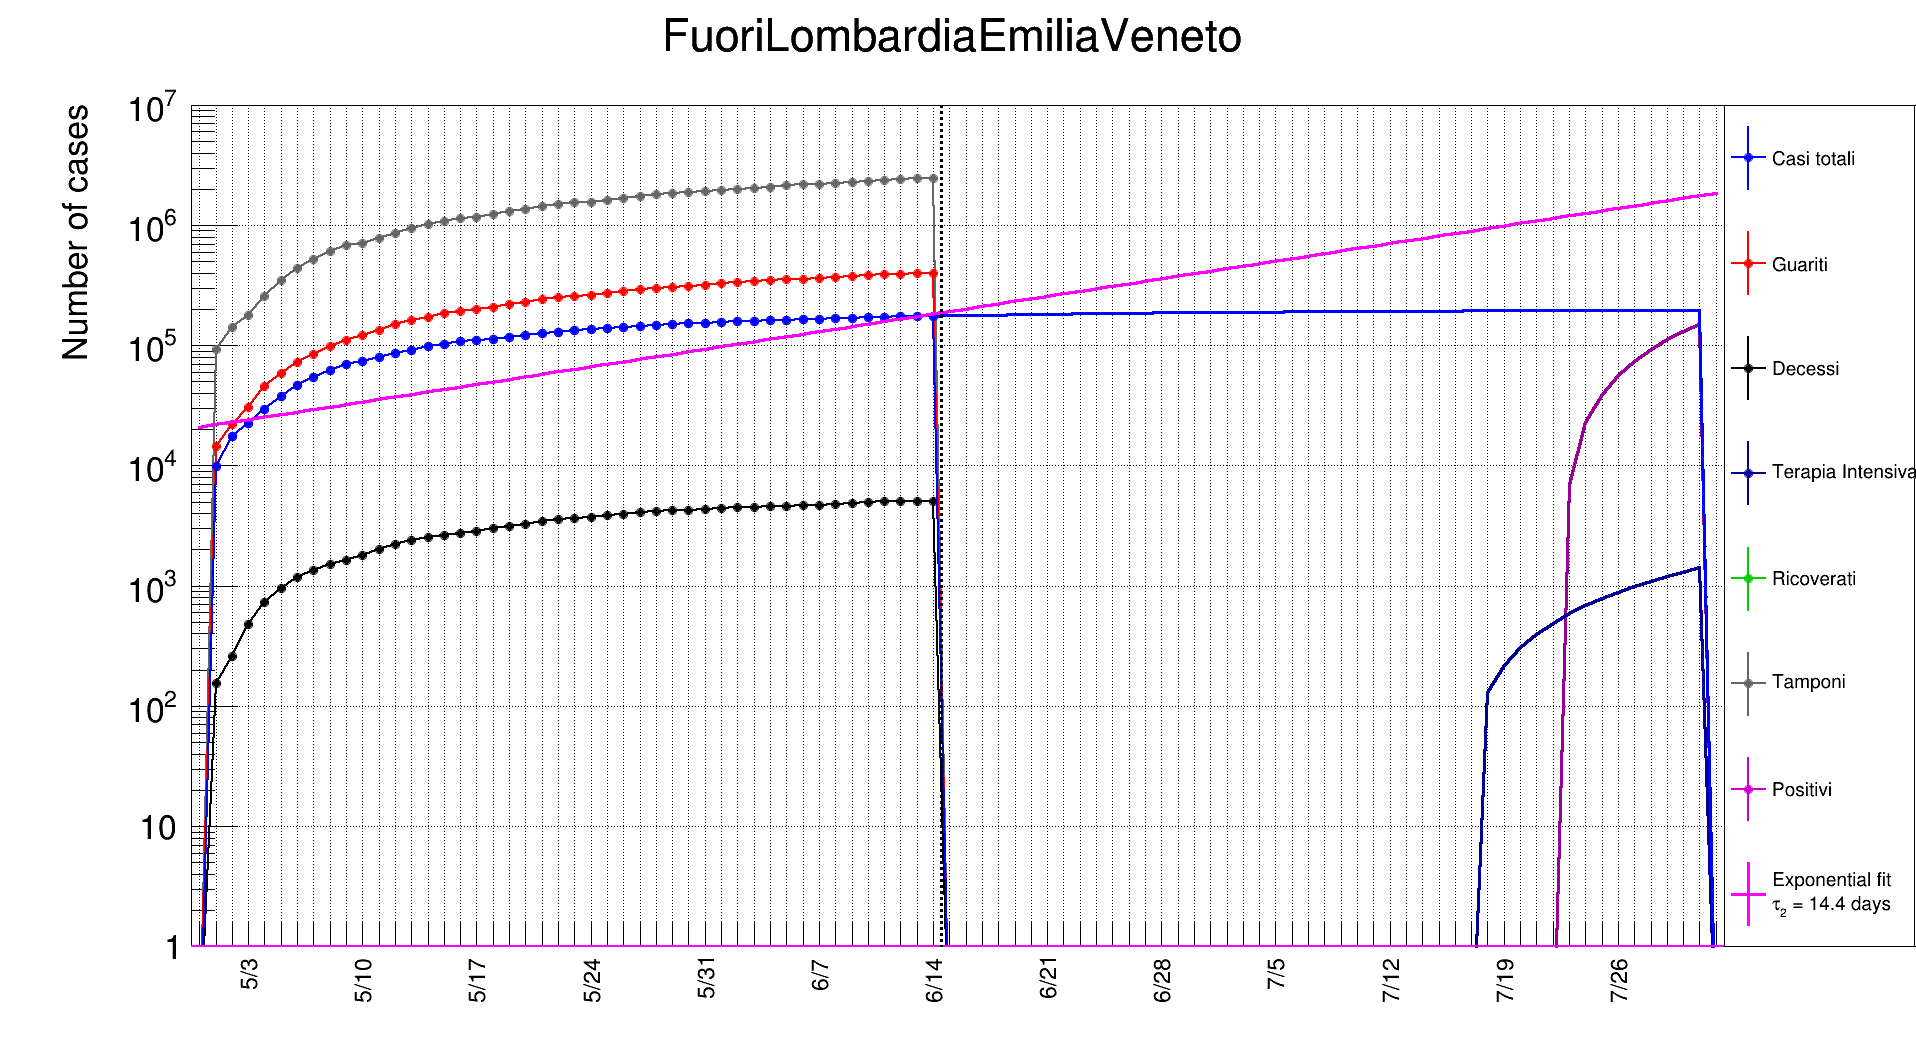 FuoriLombardiaEmiliaVeneto
Number of cases
10^7
10^6
10^5
10^4
10^3
10^2
10
1
5/3
5/10
5/17
5/24
5/31
6/7
6/14
6/21
6/28
7/5
7/12
7/19
7/26
Casi totali
Guariti
Decessi
Terapia Intensiva
Ricoverati
Tamponi
Positivi
Exponential fit
τ₂ = 14.4 days